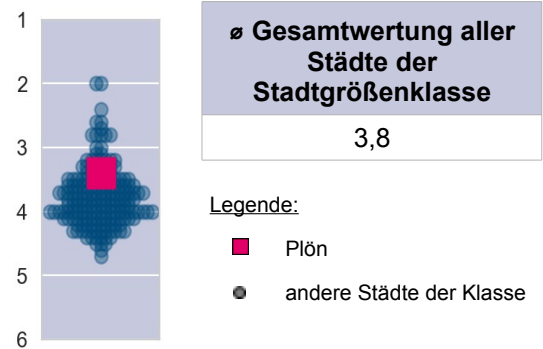 1
2
3
4
5
6
⌀ Gesamtwertung aller
Städte der
Stadtgrößenklasse
3,8
Legende:
Plön
andere Städte der Klasse